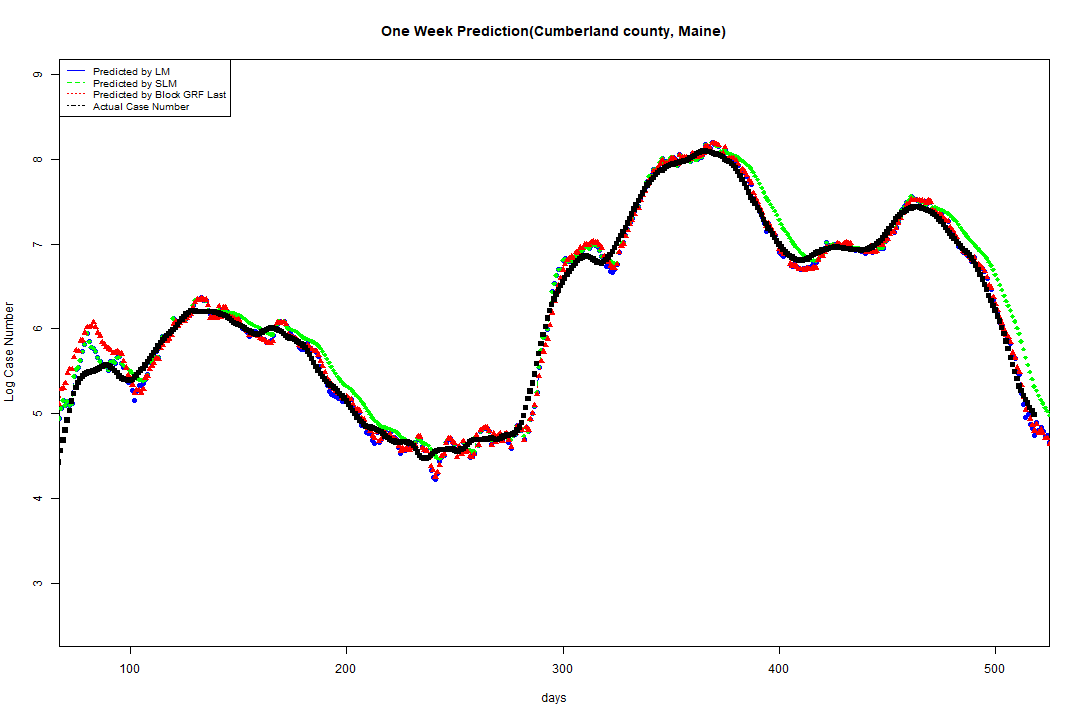 One Week Prediction(Cumberland county, Maine)
Predicted by LM
Predicted by SLM
Predicted by Block GRF Last
Actual Case Number
9
8
7
6
5
4
3
Log Case Number
100 200 300 400 500
days